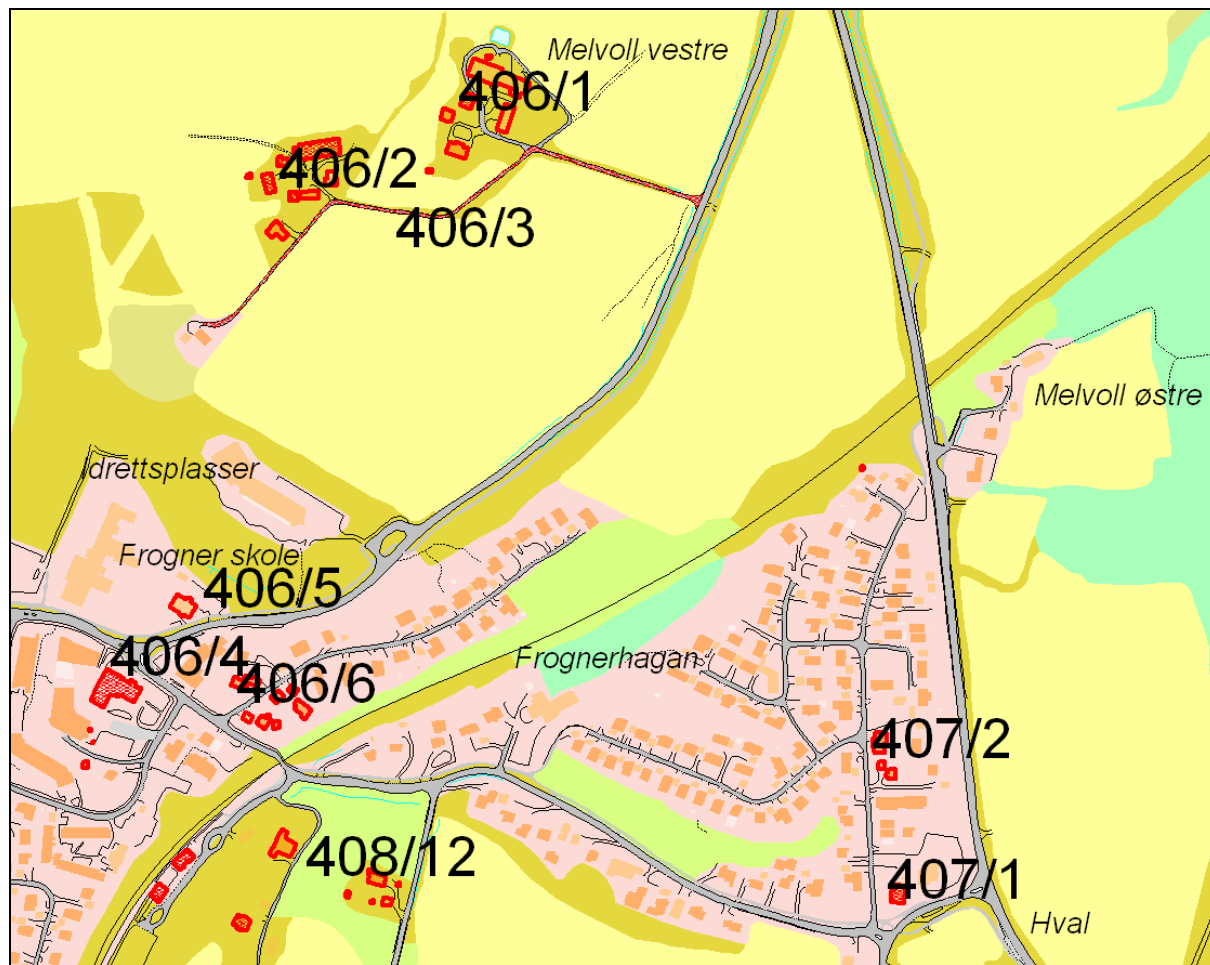 Melvoll vestre
406/1
406/2
406/3
Melvoll østre
Idrettsplasser
Frogner skole
406/5
406/4
406/6
Frognerhagan
407/2
408/12
407/1
Hval